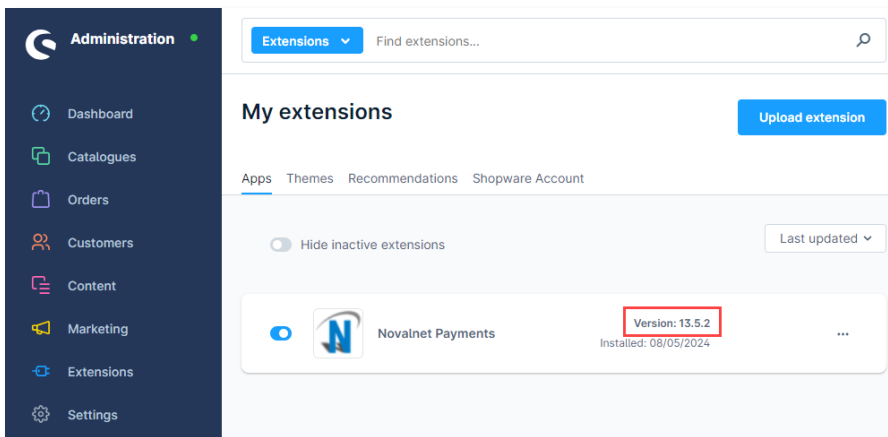 Administration
Extensions
Find extensions...
Dashboard
Catalogues
Orders
Customers
Content
Marketing
Extensions
Settings
My extensions
Upload extension
Apps Themes Recommendations Shopware Account
Hide inactive extensions
Last updated
N
Novalnet Payments
Version: 13.5.2
Installed: 08/05/2024